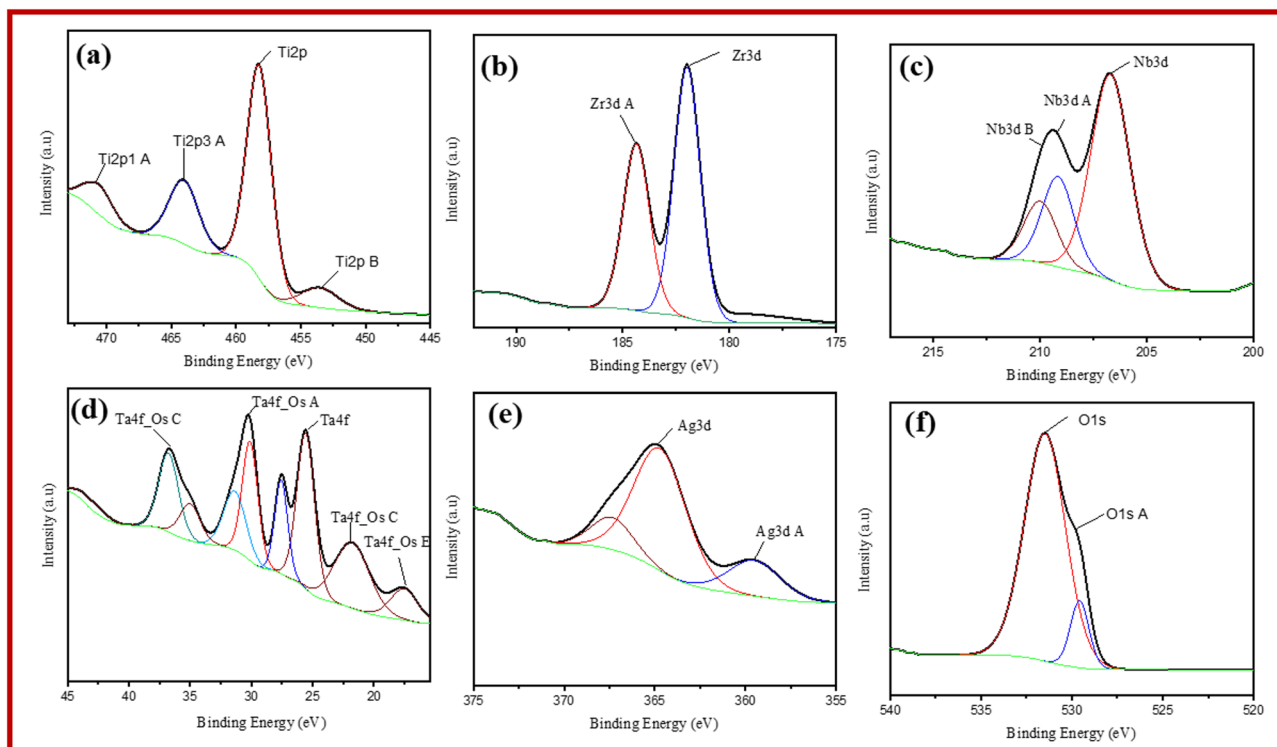 (a)
Ti2p
Ti2p3 A
Ti2p1 A
Ti2p B
Intensity (a.u)
470 465 460 455 450 445
Binding Energy (eV)
(b)
Zr3d
Zr3d A
Intensity (a.u)
190 185 180 175
Binding Energy (eV)
(c)
Nb3d
Nb3d A
Nb3d B
Intensity (a.u)
215 210 205 200
Binding Energy (eV)
(d)
Ta4f_Os A
Ta4f_Os C
Ta4f
Ta4f_Os C
Ta4f_Os E
Intensity (a.u)
45 40 35 30 25 20
Binding Energy (eV)
(e)
Ag3d
Ag3d A
Intensity (a.u)
375 370 365 360 355
Binding Energy (eV)
(f)
O1s
O1s A
Intensity (a.u)
540 535 530 525 520
Binding Energy (eV)